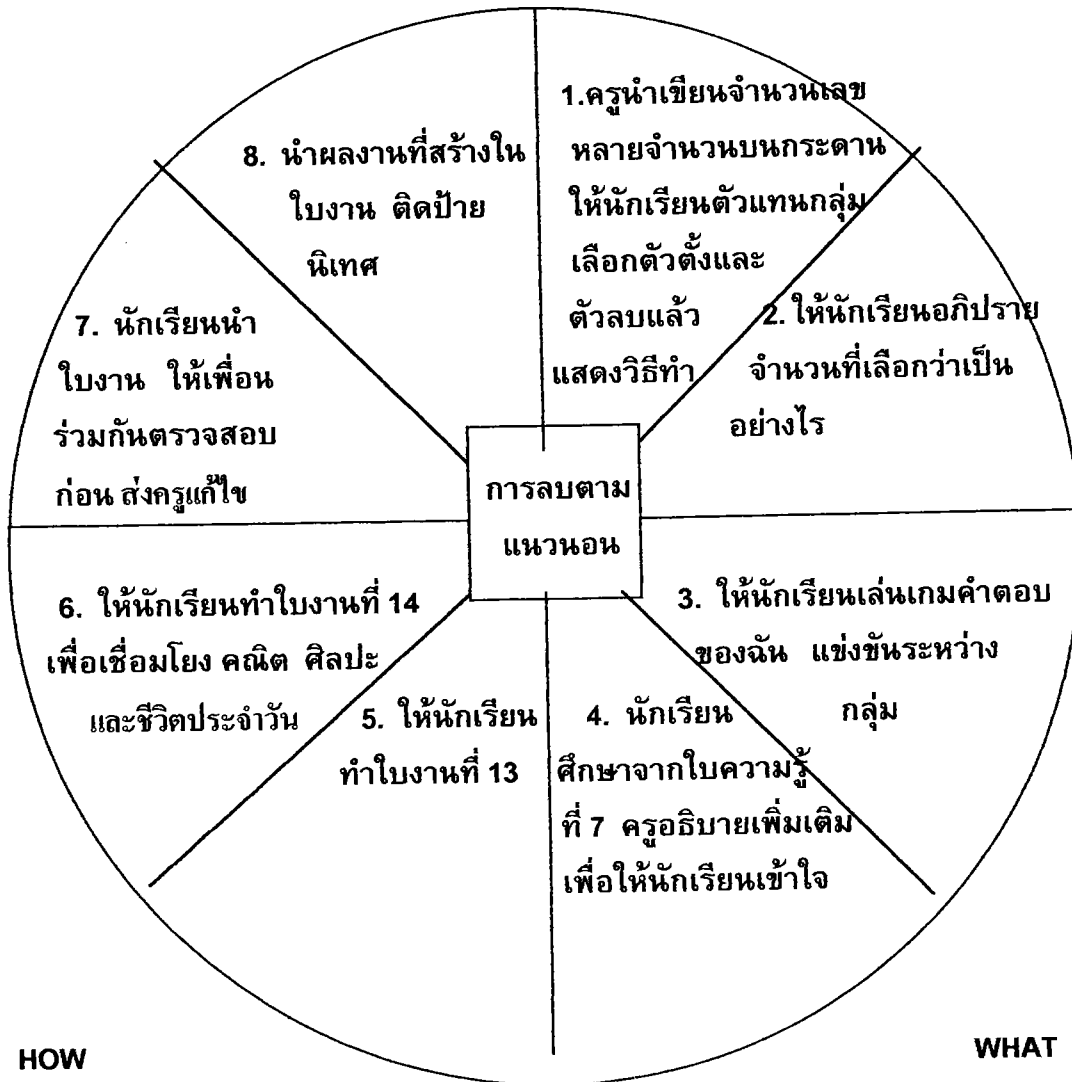 1.ครูนำเขียนจำนวนเลข
หลายจำนวนบนกระดาน
ให้นักเรียนตัวแทนกลุ่ม
เลือกตัวตั้งและ
ตัวลบแล้ว
แสดงวิธีทำ
2. ให้นักเรียนอภิปราย
จำนวนที่เลือกว่าเป็น
อย่างไร
3. ให้นักเรียนเล่นเกมคำตอบ
ของฉัน แข่งขันระหว่าง
กลุ่ม
4. นักเรียน
ศึกษาจากใบความรู้
ที่ 7 ครูอธิบายเพิ่มเติม
เพื่อให้นักเรียนเข้าใจ
5. ให้นักเรียน
ทำใบงานที่ 13
6. ให้นักเรียนทำใบงานที่ 14
เพื่อเชื่อมโยง คณิต ศิลปะ
และชีวิตประจำวัน
7. นักเรียนนำ
ใบงาน ให้เพื่อน
ร่วมกันตรวจสอบ
ก่อน ส่งครูแก้ไข
8. นำผลงานที่สร้างใน
ใบงาน ติดป้าย
นิเทศ
การลบตาม
แนวนอน
HOW
WHAT